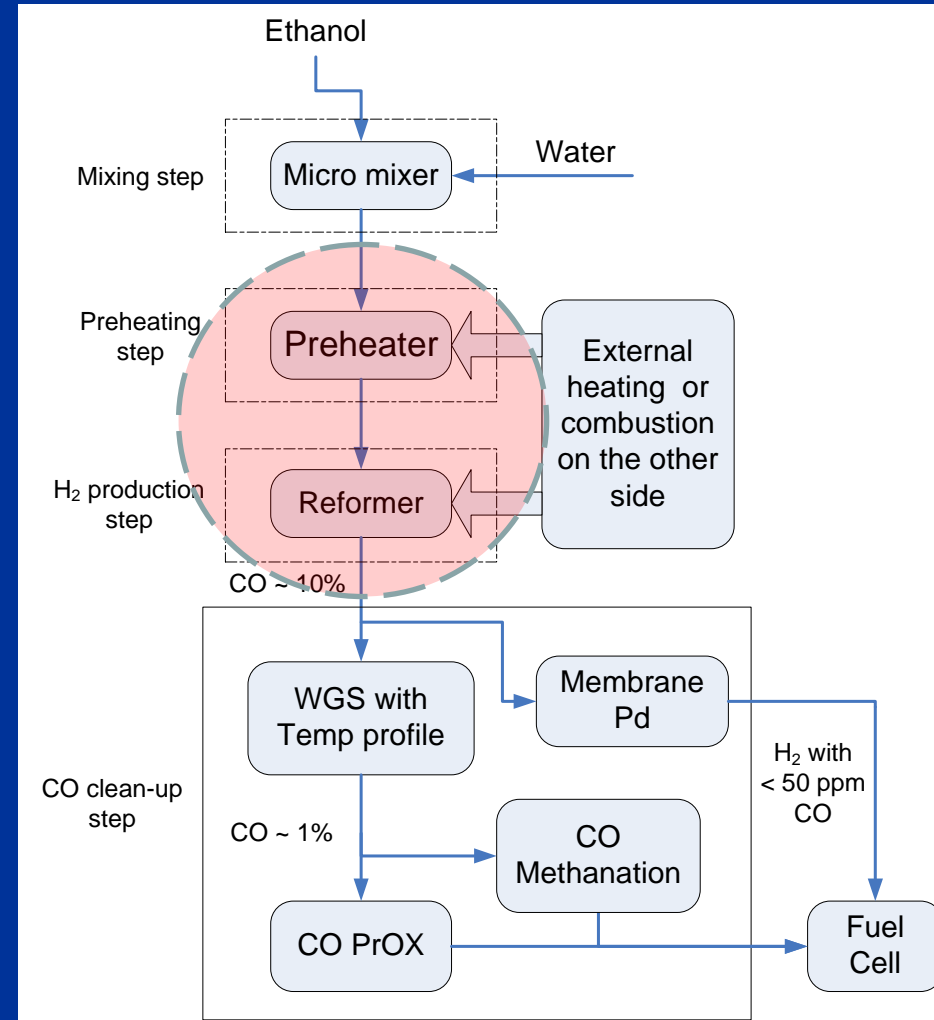 Ethanol
Water
Mixing step
Micro mixer
Preheating
step
Preheater
External
heating or
combustion
on the other
side
H₂ production
step
Reformer
CO ~ 10%
WGS with
Temp profile
Membrane
Pd
H₂ with
< 50 ppm
CO
CO clean-up
step
CO ~ 1%
CO
Methanation
CO PrOX
Fuel
Cell